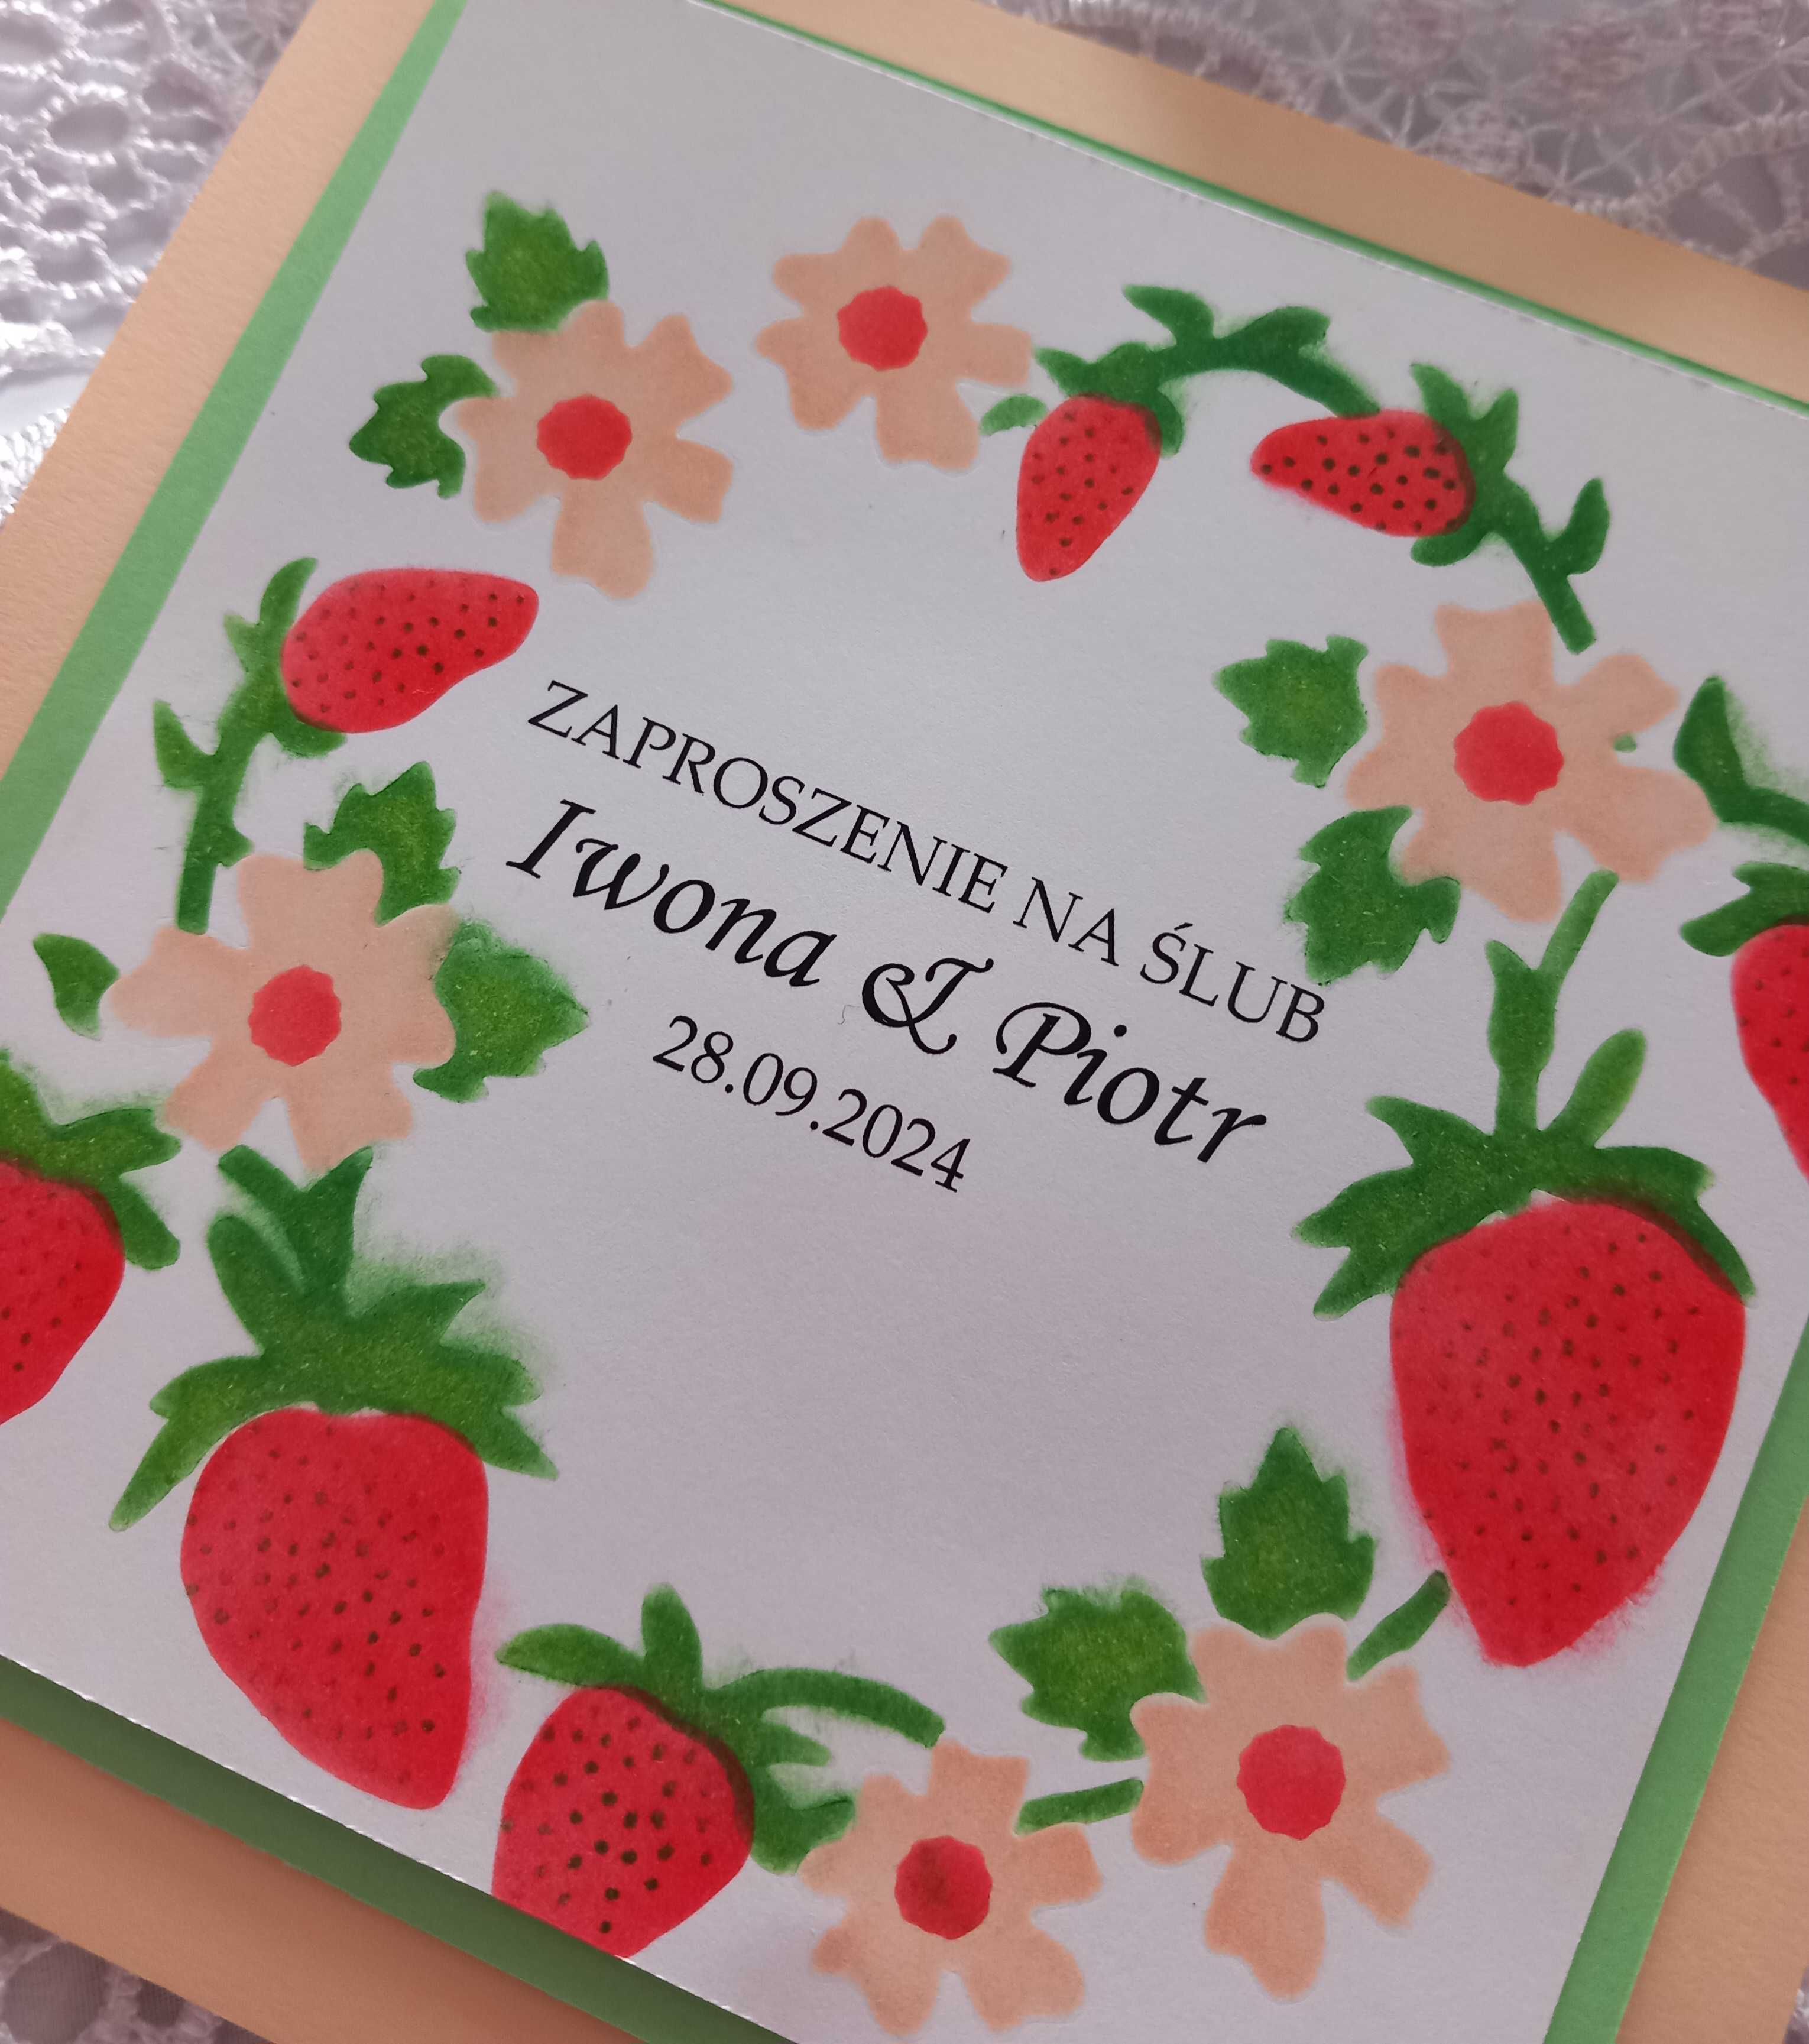 ZAPROSZENIE NA ŚLUB
Iwona & Piotr
28.09.2024